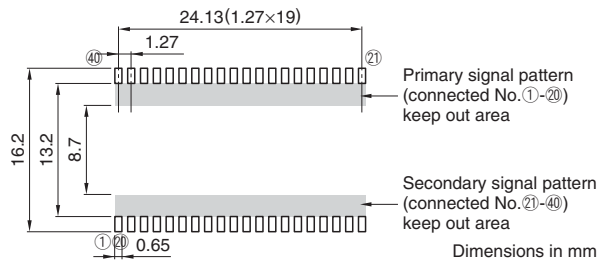 24.13(1.27×19)
㊵ 1.27 ㉑
Primary signal pattern
(connected No.①-⑳)
keep out area
16.2
13.2
8.7
Secondary signal pattern
(connected No.㉑-㊵)
keep out area
①⑳ 0.65
Dimensions in mm